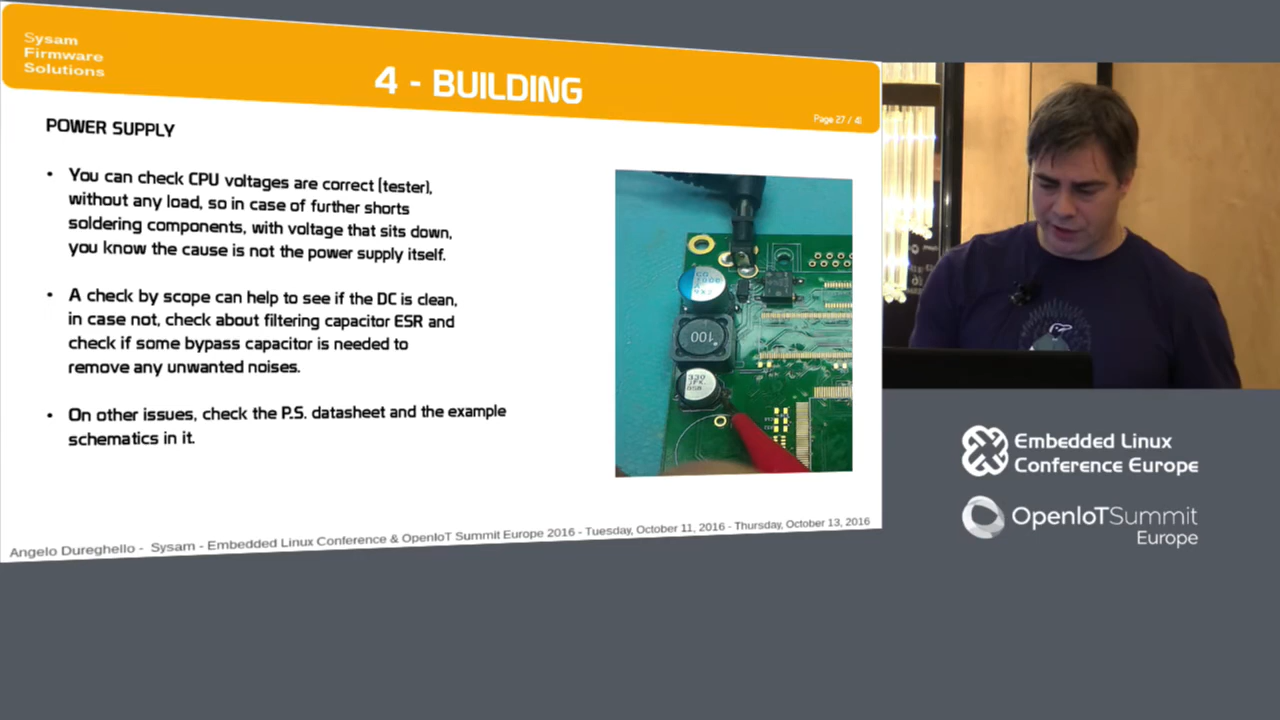 Sysam
Firmware
Solutions
4 - BUILDING
Page 27 / 41
POWER SUPPLY
• You can check CPU voltages are correct (tester),
without any load, so in case of further shorts
soldering components, with voltage that sits down,
you know the cause is not the power supply itself.
• A check by scope can help to see if the DC is clean,
in case not, check about filtering capacitor ESR and
check if some bypass capacitor is needed to
remove any unwanted noises.
• On other issues, check the P.S. datasheet and the example
schematics in it.
100
330
Angelo Dureghello - Sysam - Embedded Linux Conference & OpenIoT Summit Europe 2016 - Tuesday, October 11, 2016 - Thursday, October 13, 2016
Embedded Linux
Conference Europe
OpenIoTSummit
Europe